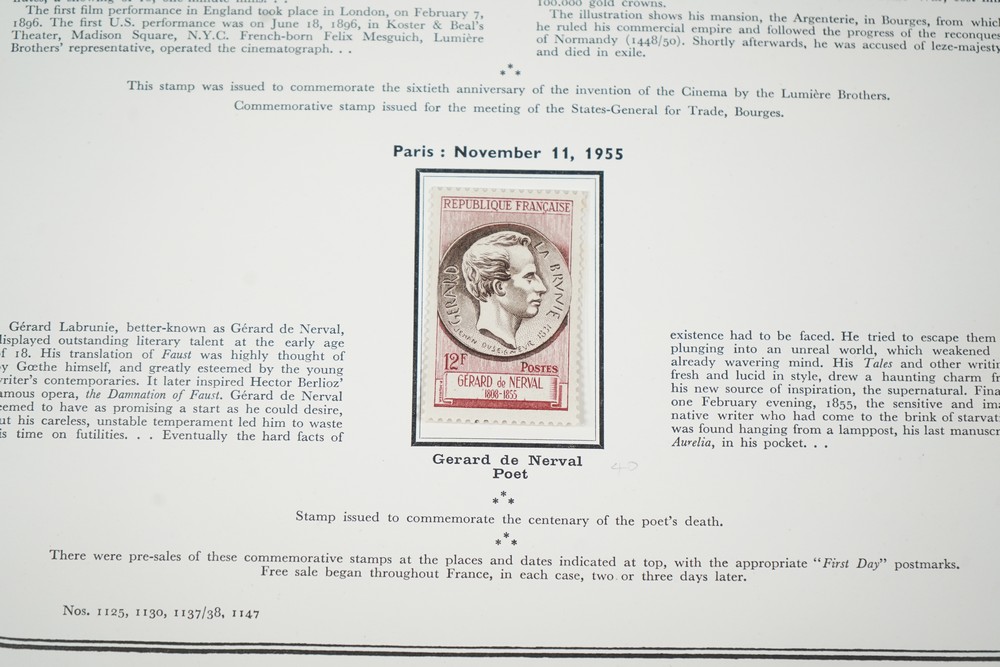 The first film performance in England took place in London, on February 7,
1896. The first U.S. performance was on June 18, 1896, in Koster & Beal's
Theater, Madison Square, N.Y.C. French-born Felix Mesguich, Lumière
Brothers' representative, operated the cinematograph. . .
100,000 gold crowns.
The illustration shows his mansion, the Argenterie, in Bourges, from which
he ruled his commercial empire and followed the progress of the reconques
of Normandy (1448/50). Shortly afterwards, he was accused of leze-majesty
and died in exile.
This stamp was issued to commemorate the sixtieth anniversary of the invention of the Cinema by the Lumière Brothers.
Commemorative stamp issued for the meeting of the States-General for Trade, Bourges.
Paris : November 11, 1955
REPUBLIQUE FRANÇAISE
GERARD LA BRVNIE
JEHAN DUSEIGNEUR 1831
12F POSTES
GÉRARD de NERVAL
1808-1855
Gérard Labrunie, better-known as Gérard de Nerval,
displayed outstanding literary talent at the early age
of 18. His translation of Faust was highly thought of
by Gœthe himself, and greatly esteemed by the young
writer's contemporaries. It later inspired Hector Berlioz'
famous opera, the Damnation of Faust. Gérard de Nerval
seemed to have as promising a start as he could desire,
but his careless, unstable temperament led him to waste
his time on futilities. . . Eventually the hard facts of
existence had to be faced. He tried to escape them
plunging into an unreal world, which weakened
already wavering mind. His Tales and other writin
fresh and lucid in style, drew a haunting charm fr
his new source of inspiration, the supernatural. Fina
one February evening, 1855, the sensitive and ima
native writer who had come to the brink of starvat
was found hanging from a lamppost, his last manuscr
Aurelia, in his pocket. . .
Gerard de Nerval
Poet
Stamp issued to commemorate the centenary of the poet's death.
There were pre-sales of these commemorative stamps at the places and dates indicated at top, with the appropriate "First Day" postmarks.
Free sale began throughout France, in each case, two or three days later.
Nos. 1125, 1130, 1137/38, 1147